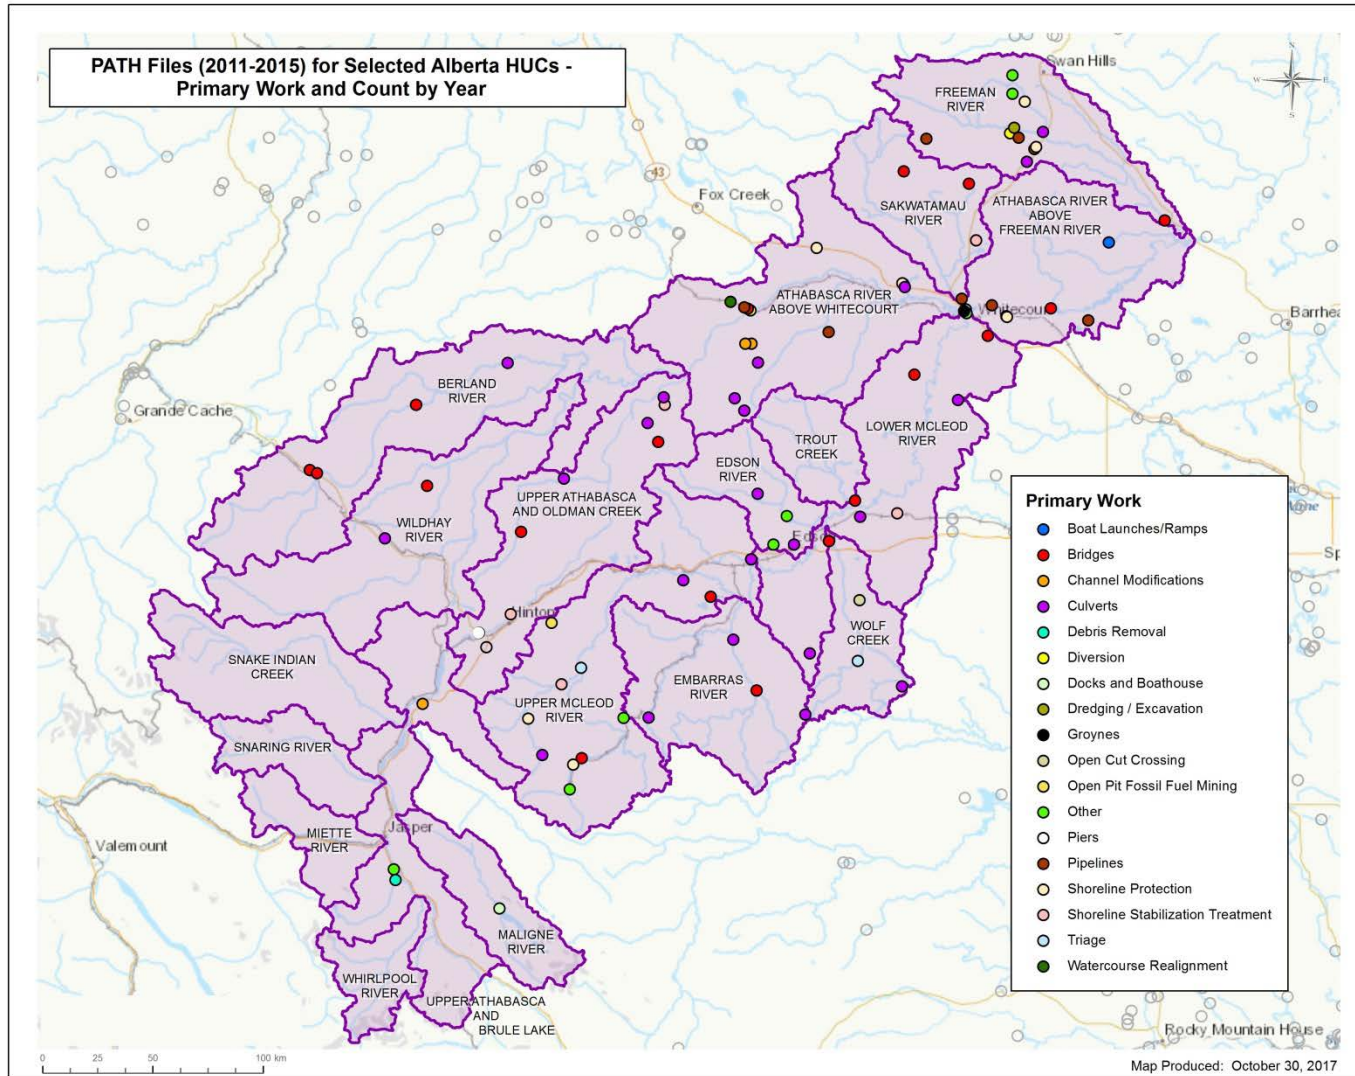 PATH Files (2011-2015) for Selected Alberta HUCs -
Primary Work and Count by Year
N
W
E
S
Swan Hills
FREEMAN
RIVER
43
Fox Creek
SAKWATAMAU
RIVER
ATHABASCA RIVER
ABOVE
FREEMAN RIVER
ATHABASCA RIVER
ABOVE WHITECOURT
Whitecour
Barrhea
BERLAND
RIVER
Grande Cache
LOWER MCLEOD
RIVER
TROUT
CREEK
EDSON
RIVER
UPPER ATHABASCA
AND OLDMAN CREEK
WILDHAY
RIVER
Edson
Hinton
WOLF
CREEK
SNAKE INDIAN
CREEK
EMBARRAS
RIVER
UPPER MCLEOD
RIVER
SNARING RIVER
Jasper
MIETTE
RIVER
Valemount
MALIGNE
RIVER
WHIRLPOOL
RIVER
UPPER ATHABASCA
AND
BRULE LAKE
Primary Work
Boat Launches/Ramps
Bridges
Channel Modifications
Culverts
Debris Removal
Diversion
Docks and Boathouse
Dredging / Excavation
Groynes
Open Cut Crossing
Open Pit Fossil Fuel Mining
Other
Piers
Pipelines
Shoreline Protection
Shoreline Stabilization Treatment
Triage
Watercourse Realignment
Sp
Rocky Mountain House
0 25 50 100 km
Map Produced: October 30, 2017